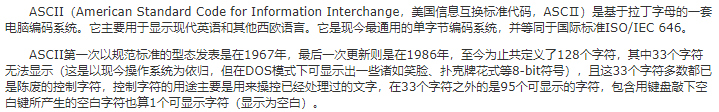 ASCII（American Standard Code for Information Interchange，美国信息互换标准代码，ASCⅡ）是基于拉丁字母的一套
电脑编码系统。它主要用于显示现代英语和其他西欧语言。它是现今最通用的单字节编码系统，并等同于国际标准ISO/IEC 646。
ASCII第一次以规范标准的型态发表是在1967年，最后一次更新则是在1986年，至今为止共定义了128个字符，其中33个字符
无法显示（这是以现今操作系统为依归，但在DOS模式下可显示出一些诸如笑脸、扑克牌花式等8-bit符号），且这33个字符多数都已
是陈废的控制字符，控制字符的用途主要是用来操控已经处理过的文字，在33个字符之外的是95个可显示的字符，包含用键盘敲下空
白键所产生的空白字符也算1个可显示字符（显示为空白）。